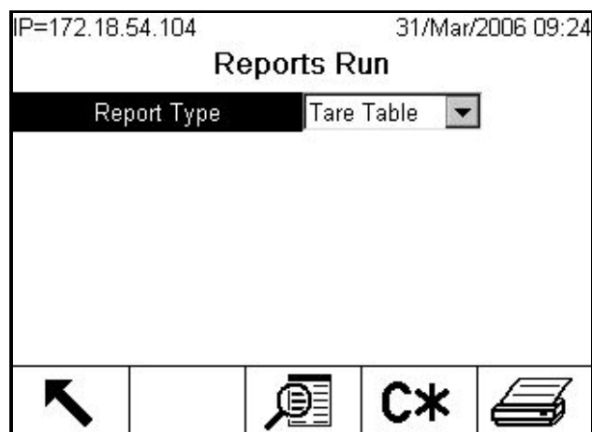 IP=172.18.54.104 31/Mar/2006 09:24
Reports Run
Report Type Tare Table
C*